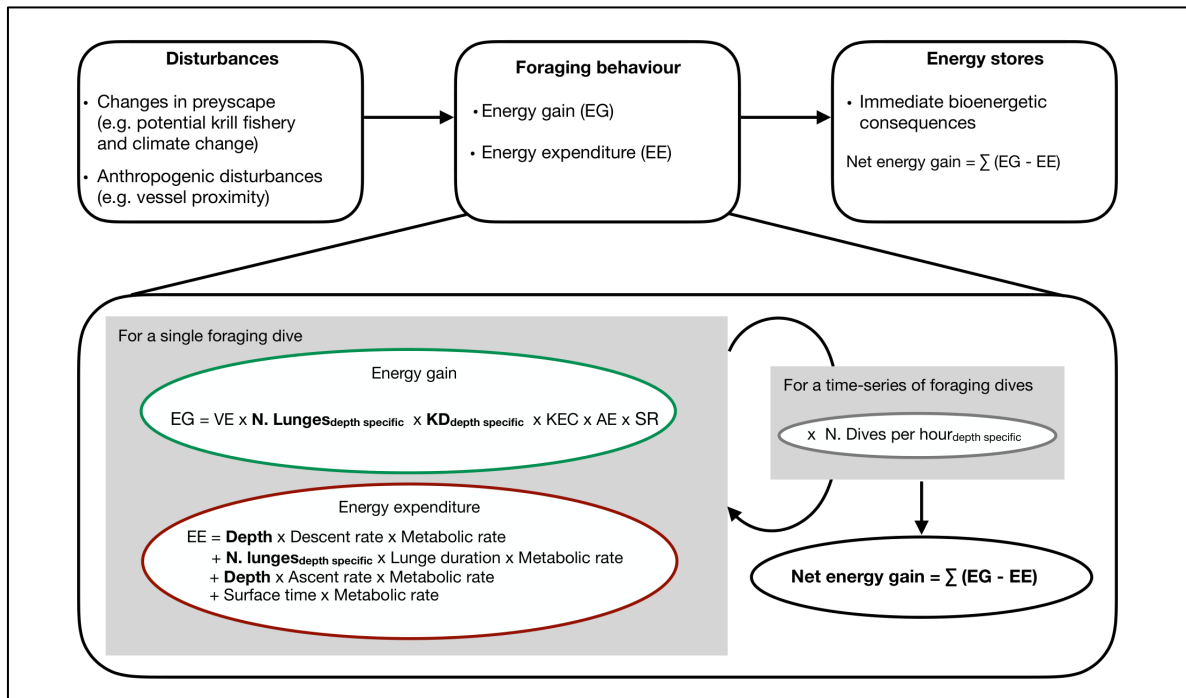 Disturbances
• Changes in preyscape
(e.g. potential krill fishery
and climate change)
• Anthropogenic disturbances
(e.g. vessel proximity)
Foraging behaviour
• Energy gain (EG)
• Energy expenditure (EE)
Energy stores
• Immediate bioenergetic
consequences
Net energy gain = ∑ (EG - EE)
For a single foraging dive
Energy gain
EG = VE x N. Lunges depth specific x KD depth specific x KEC x AE x SR
Energy expenditure
EE = Depth x Descent rate x Metabolic rate
+ N. lunges depth specific x Lunge duration x Metabolic rate
+ Depth x Ascent rate x Metabolic rate
+ Surface time x Metabolic rate
For a time-series of foraging dives
x N. Dives per hour depth specific
Net energy gain = ∑ (EG - EE)